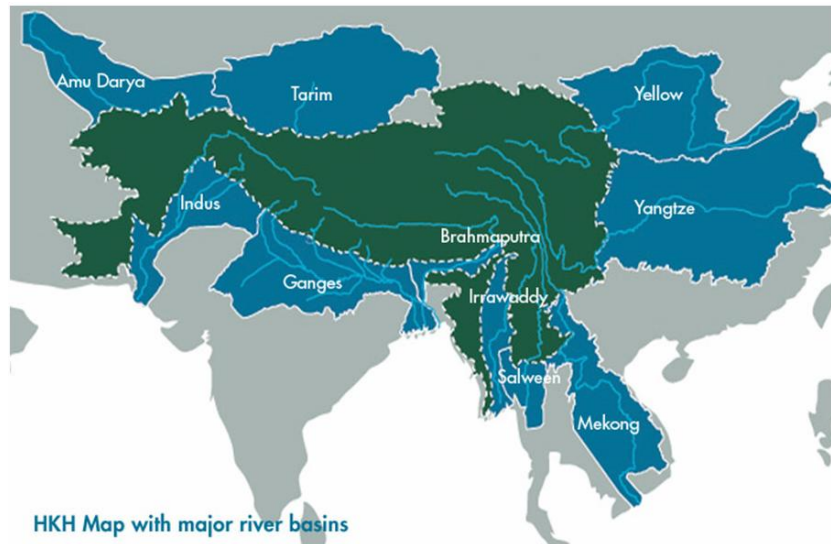 Amu Darya
Tarim
Yellow
Indus
Yangtze
Brahmaputra
Ganges
Irrawaddy
Salween
Mekong
HKH Map with major river basins